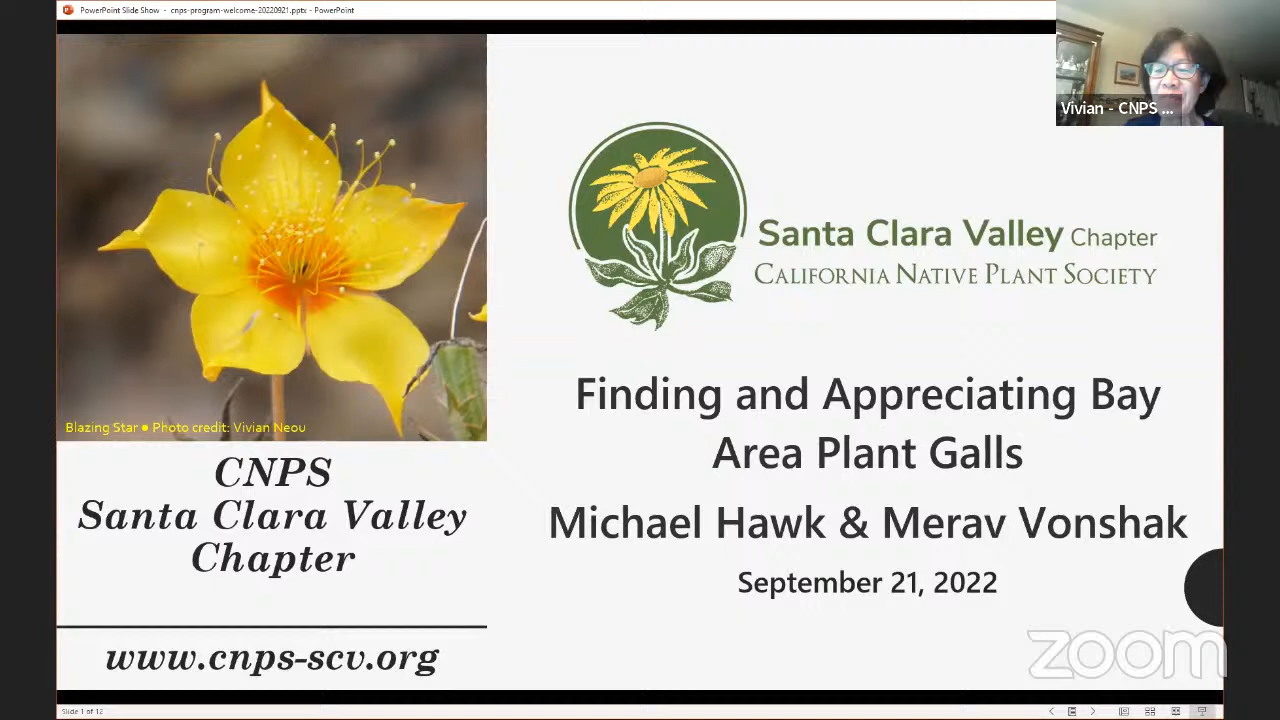 PowerPoint Slide Show - cnps-program-welcome-20220921.pptx - PowerPoint
Vivian - CNPS ...
Santa Clara Valley Chapter
CALIFORNIA NATIVE PLANT SOCIETY
Finding and Appreciating Bay
Area Plant Galls
Michael Hawk & Merav Vonshak
September 21, 2022
Blazing Star ● Photo credit: Vivian Neou
CNPS
Santa Clara Valley
Chapter
www.cnps-scv.org
zoom
Slide 1 of 12